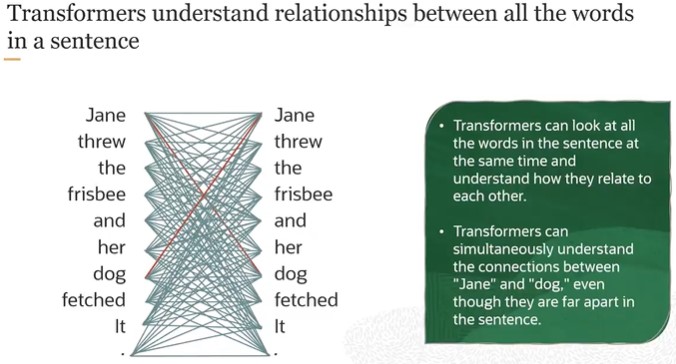 Transformers understand relationships between all the words
in a sentence
Jane
threw
the
frisbee
and
her
dog
fetched
It
.
Jane
threw
the
frisbee
and
her
dog
fetched
It
.
• Transformers can look at all
the words in the sentence at
the same time and
understand how they relate to
each other.
• Transformers can
simultaneously understand
the connections between
"Jane" and "dog," even
though they are far apart in
the sentence.